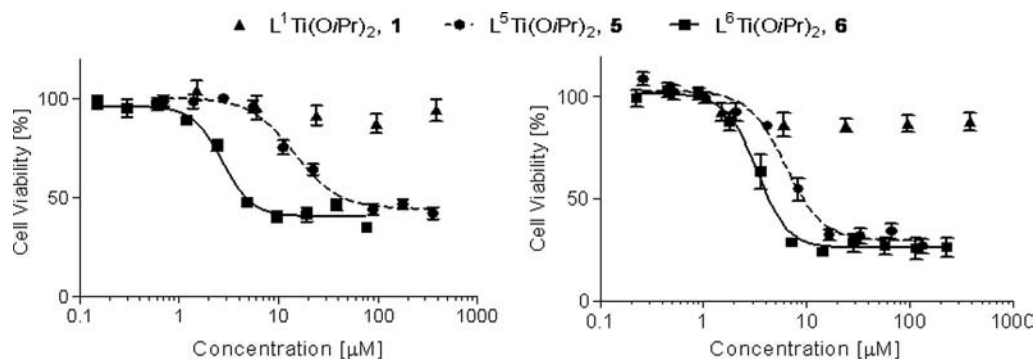 ▲ L¹Ti(OiPr)₂, 1 ● L⁵Ti(OiPr)₂, 5 ■ L⁶Ti(OiPr)₂, 6
Cell Viability [%]
100
50
0
0.1 1 10 100 1000
Concentration [µM]
Cell Viability [%]
100
50
0
0.1 1 10 100 1000
Concentration [µM]